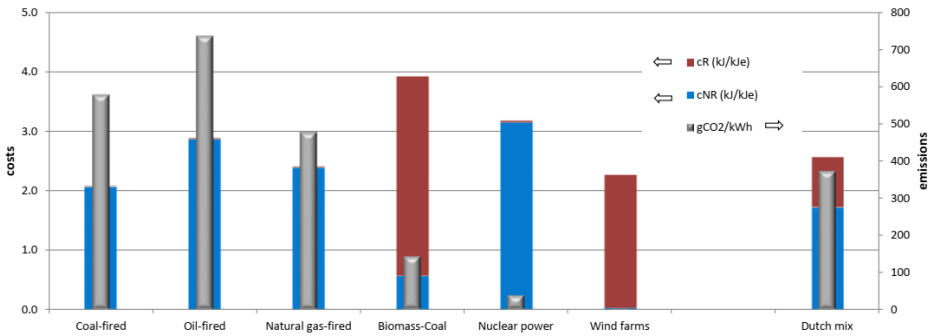 5.0
4.0
3.0
2.0
1.0
0.0
costs
800
700
600
500
400
300
200
100
0
emissions
cR (kJ/kJe)
cNR (kJ/kJe)
gCO2/kWh
Coal-fired Oil-fired Natural gas-fired Biomass-Coal Nuclear power Wind farms Dutch mix